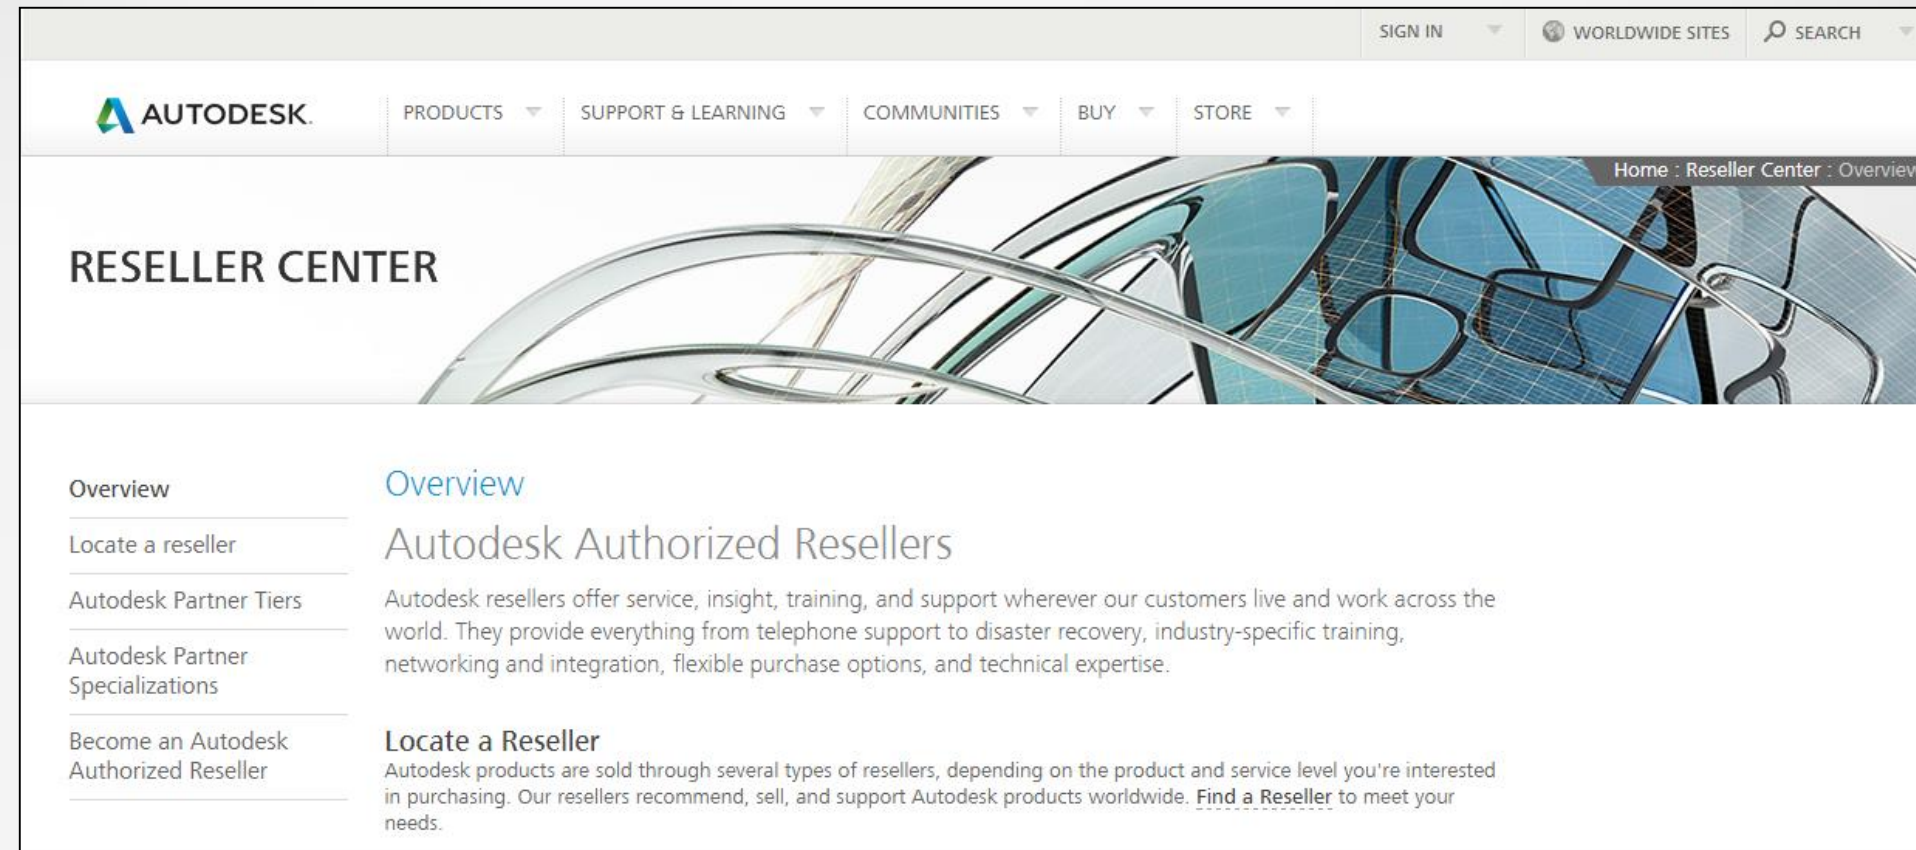 SIGN IN WORLDWIDE SITES SEARCH
AUTODESK. PRODUCTS SUPPORT & LEARNING COMMUNITIES BUY STORE
Home : Reseller Center : Overview
RESELLER CENTER
Overview
Locate a reseller
Autodesk Partner Tiers
Autodesk Partner
Specializations
Become an Autodesk
Authorized Reseller
Overview
Autodesk Authorized Resellers
Autodesk resellers offer service, insight, training, and support wherever our customers live and work across the
world. They provide everything from telephone support to disaster recovery, industry-specific training,
networking and integration, flexible purchase options, and technical expertise.
Locate a Reseller
Autodesk products are sold through several types of resellers, depending on the product and service level you're interested
in purchasing. Our resellers recommend, sell, and support Autodesk products worldwide. Find a Reseller to meet your
needs.